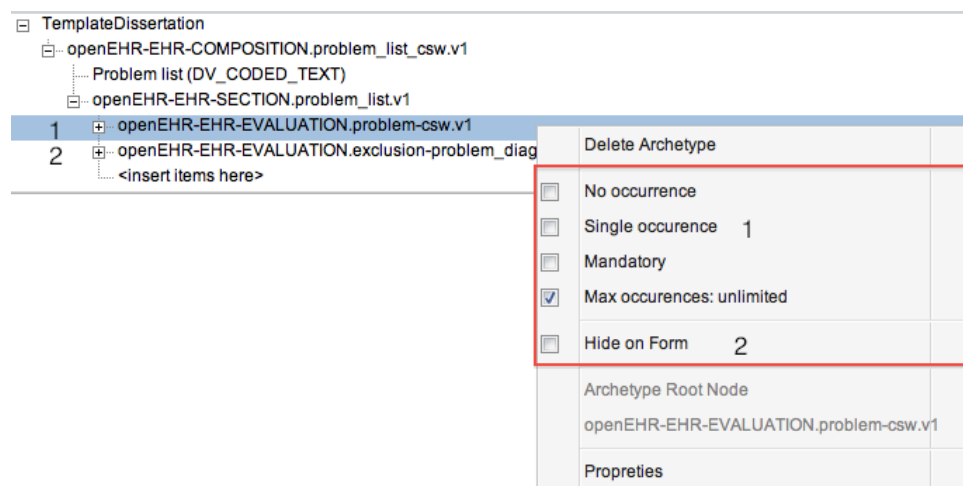 TemplateDissertation
openEHR-EHR-COMPOSITION.problem_list_csw.v1
Problem list (DV_CODED_TEXT)
openEHR-EHR-SECTION.problem_list.v1
1 openEHR-EHR-EVALUATION.problem-csw.v1
2 openEHR-EHR-EVALUATION.exclusion-problem_diag
<insert items here>
Delete Archetype
No occurrence
Single occurence 1
Mandatory
Max occurences: unlimited
Hide on Form 2
Archetype Root Node
openEHR-EHR-EVALUATION.problem-csw.v1
Propreties